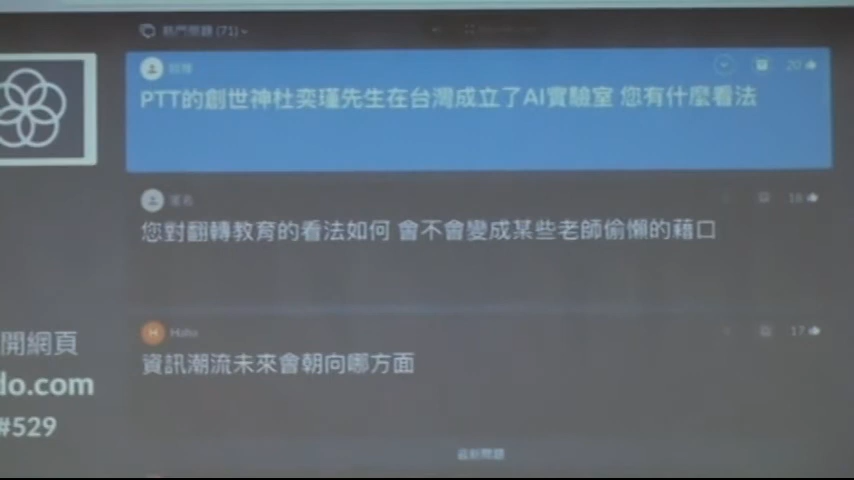 熱門問題 (71)
20
PTT的創世神杜奕瑾先生在台灣成立了AI實驗室 您有什麼看法
匿名
18
您對翻轉教育的看法如何 會不會變成某些老師偷懶的藉口
H
Hallo
17
資訊潮流未來會朝向哪方面
最新問題
開網頁
do.com
#529